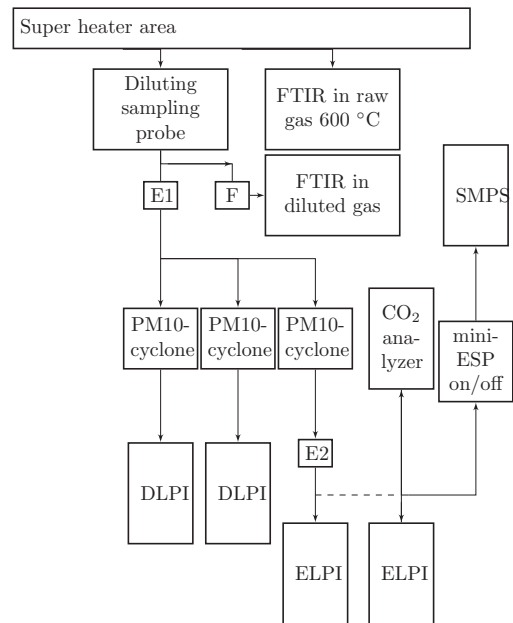 Super heater area
Diluting
sampling
probe
FTIR in raw
gas 600 °C
E1
F
FTIR in
diluted gas
SMPS
PM10-
cyclone
PM10-
cyclone
PM10-
cyclone
CO₂
ana-
lyzer
mini-
ESP
on/off
E2
DLPI
DLPI
ELPI
ELPI